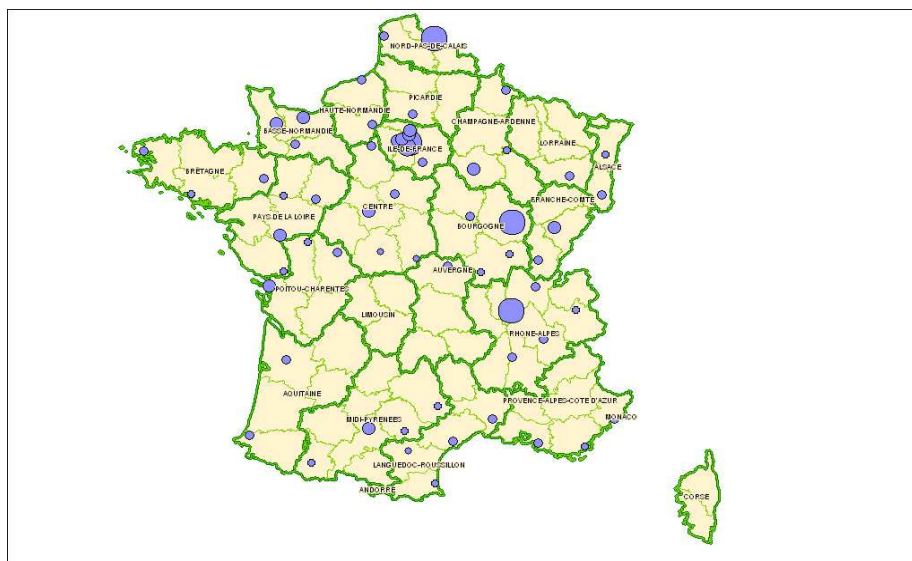 NORD-PAS-DE-CALAIS
PICARDIE
HAUTE-NORMANDIE
CHAMPAGNE-ARDENNE
BASSE-NORMANDIE
ILE-DE-FRANCE
LORRAINE
ALSACE
BRETAGNE
FRANCHE-COMTE
CENTRE
PAYS DE LA LOIRE
BOURGOGNE
AUVERGNE
POITOU-CHARENTES
LIMOUSIN
RHONE-ALPES
AQUITAINE
PROVENCE-ALPES-COTE D'AZUR
MONACO
MIDI-PYRENEES
LANGUEDOC-ROUSSILLON
ANDORRE
CORSE